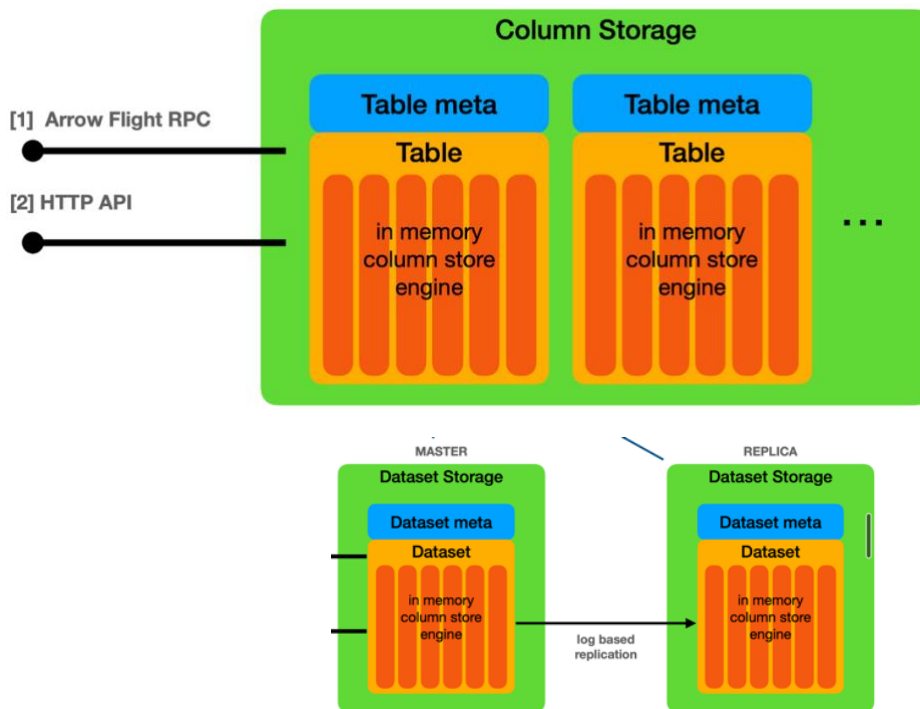 Column Storage
[1] Arrow Flight RPC
[2] HTTP API
Table meta
Table
in memory
column store
engine
Table meta
Table
in memory
column store
engine
...
MASTER
Dataset Storage
Dataset meta
Dataset
in memory
column store
engine
log based
replication
REPLICA
Dataset Storage
Dataset meta
Dataset
in memory
column store
engine